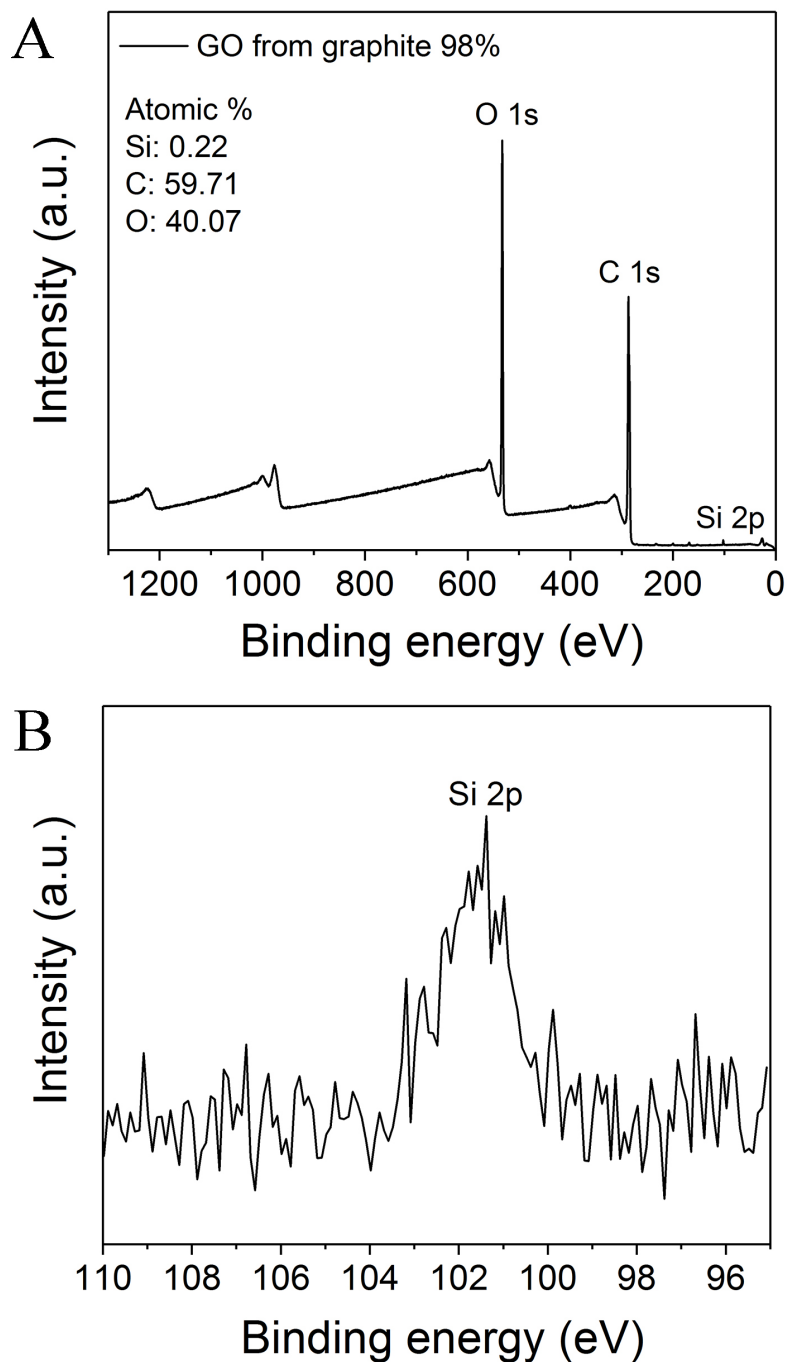 A
GO from graphite 98%
Atomic %
Si: 0.22
C: 59.71
O: 40.07
O 1s
C 1s
Si 2p
Intensity (a.u.)
1200 1000 800 600 400 200 0
Binding energy (eV)
B
Si 2p
Intensity (a.u.)
110 108 106 104 102 100 98 96
Binding energy (eV)